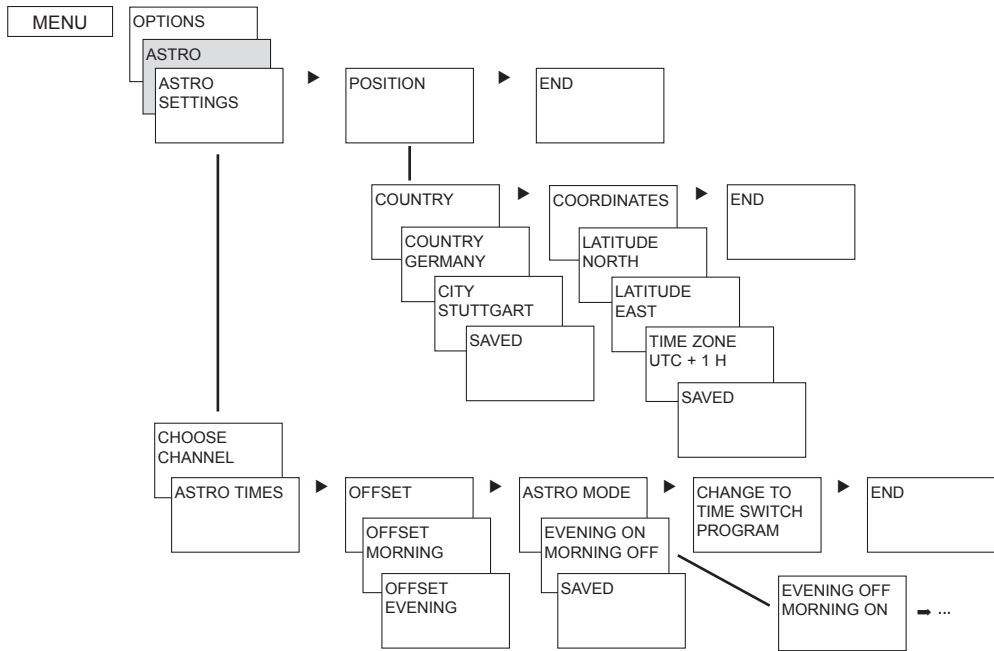 MENU
OPTIONS
ASTRO
ASTRO
SETTINGS
POSITION
END
COUNTRY
COUNTRY
GERMANY
CITY
STUTTGART
SAVED
COORDINATES
LATITUDE
NORTH
LATITUDE
EAST
TIME ZONE
UTC + 1 H
SAVED
END
CHOOSE
CHANNEL
ASTRO TIMES
OFFSET
OFFSET
MORNING
OFFSET
EVENING
ASTRO MODE
EVENING ON
MORNING OFF
SAVED
CHANGE TO
TIME SWITCH
PROGRAM
END
EVENING OFF
MORNING ON
...